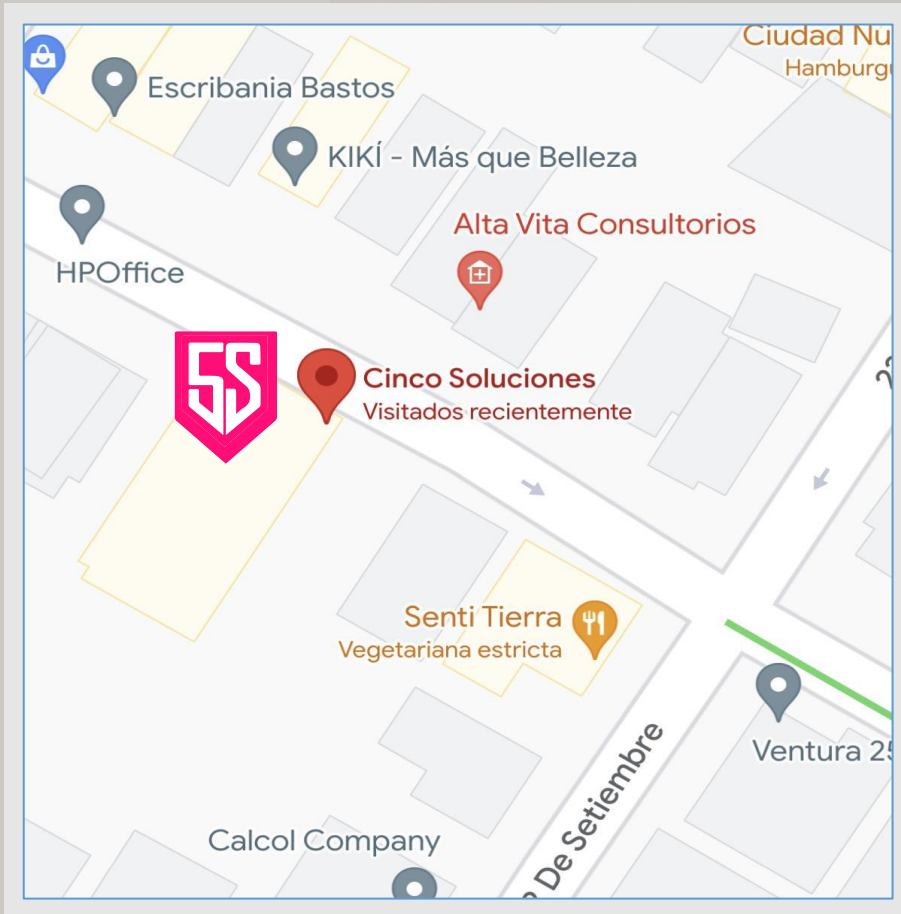 Ciudad Nu
Hamburg
Escribania Bastos
KIKÍ - Más que Belleza
Alta Vita Consultorios
HPOffice
5S
Cinco Soluciones
Visitados recientemente
Senti Tierra
Vegetariana estricta
De Setiembre
Ventura 25
Calcol Company